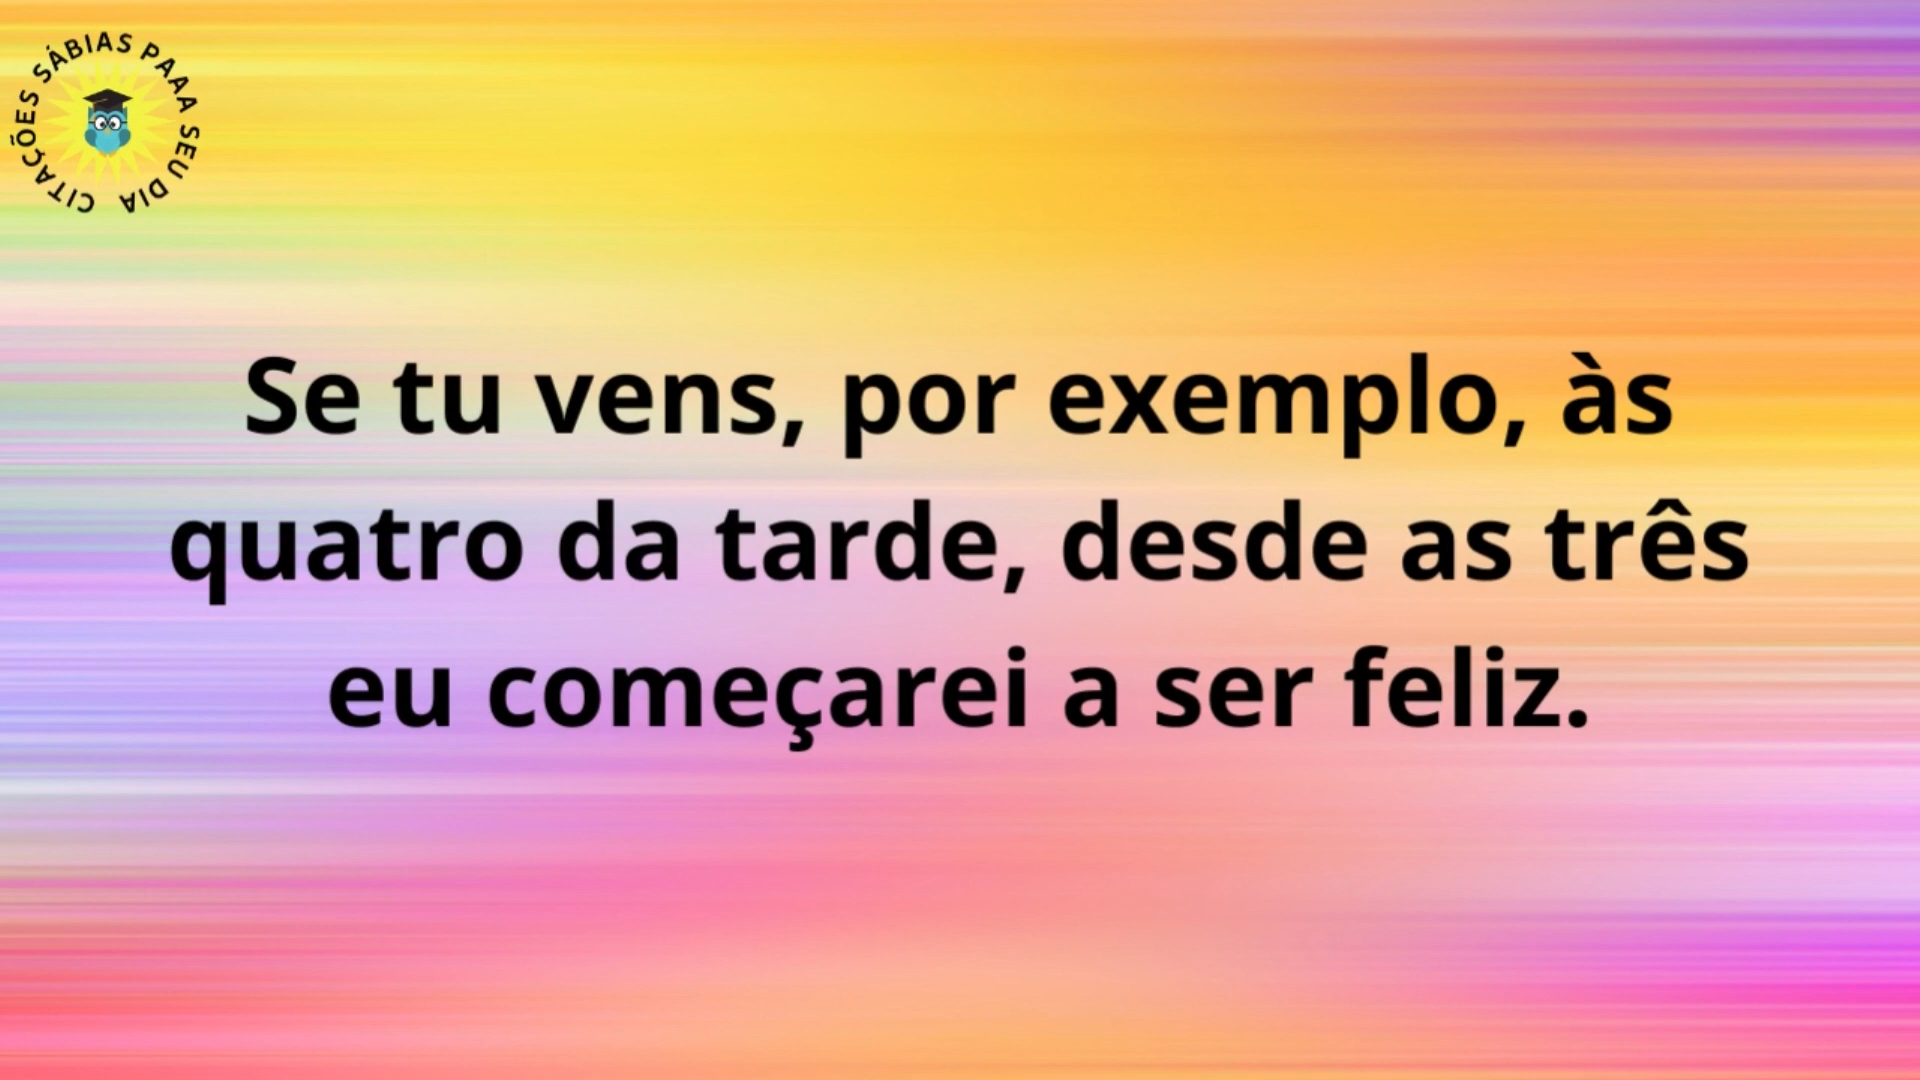 CITAÇÕES SÁBIAS PAAA SEU DIA
Se tu vens, por exemplo, às
quatro da tarde, desde as três
eu começarei a ser feliz.